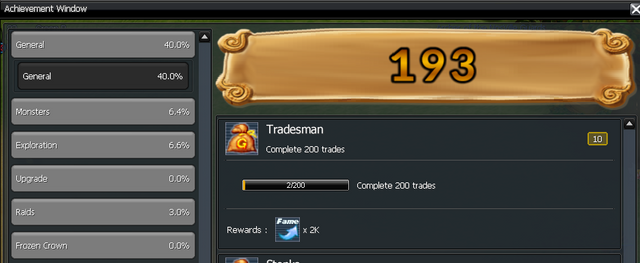 Achievement Window
General 40.0%
General 40.0%
Monsters 6.4%
Exploration 6.6%
Upgrade 0.0%
Raids 3.0%
Frozen Crown 0.0%
193
Tradesman
Complete 200 trades
10
2/200 Complete 200 trades
Rewards : Fame x 2K